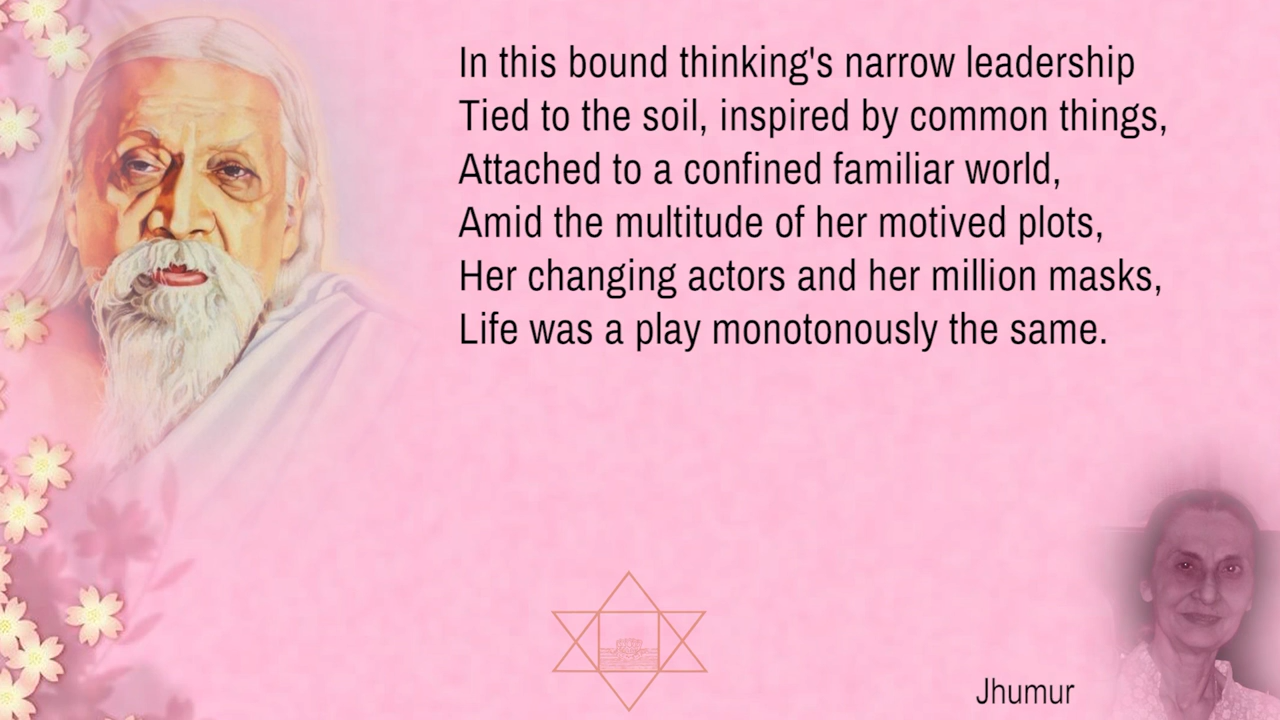 In this bound thinking's narrow leadership
Tied to the soil, inspired by common things,
Attached to a confined familiar world,
Amid the multitude of her motived plots,
Her changing actors and her million masks,
Life was a play monotonously the same.
Jhumur